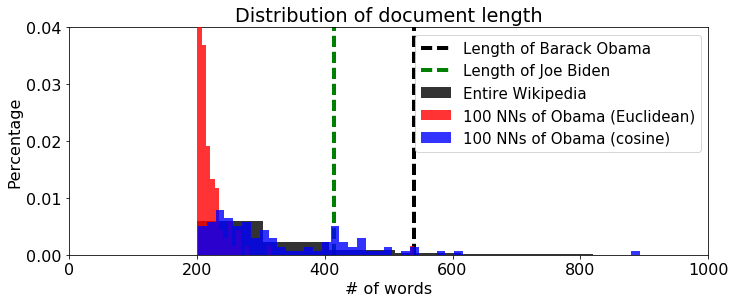 Distribution of document length
Percentage
0.04
0.03
0.02
0.01
0.00
Length of Barack Obama
Length of Joe Biden
Entire Wikipedia
100 NNs of Obama (Euclidean)
100 NNs of Obama (cosine)
0 200 400 600 800 1000
# of words